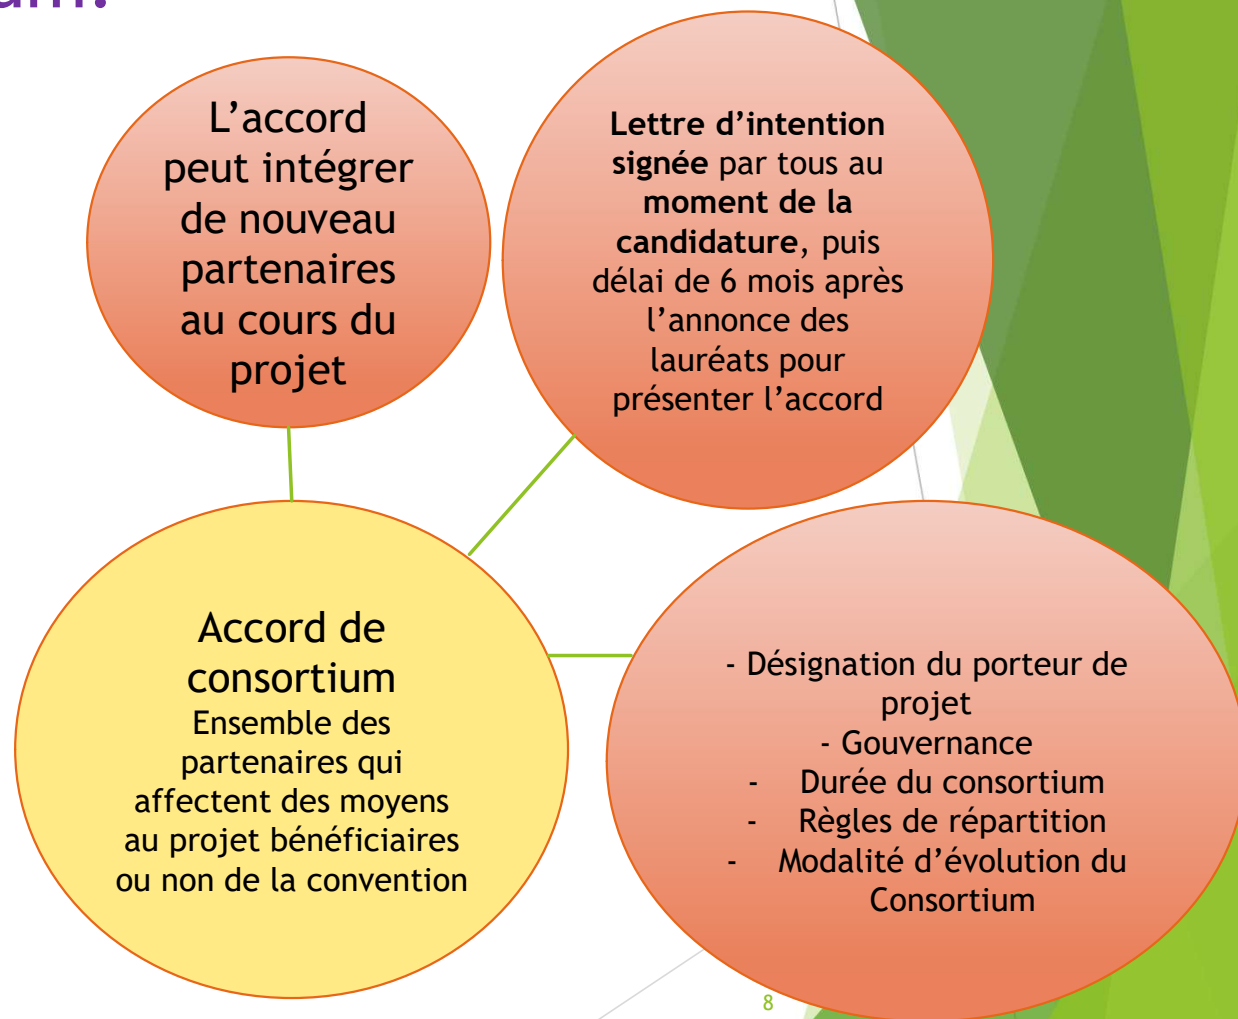 L’accord
peut intégrer
de nouveau
partenaires
au cours du
projet
Lettre d’intention
signée par tous au
moment de la
candidature, puis
délai de 6 mois après
l’annonce des
lauréats pour
présenter l’accord
Accord de
consortium
Ensemble des
partenaires qui
affectent des moyens
au projet bénéficiaires
ou non de la convention
- Désignation du porteur de
projet
- Gouvernance
- Durée du consortium
- Règles de répartition
- Modalité d’évolution du
Consortium
8